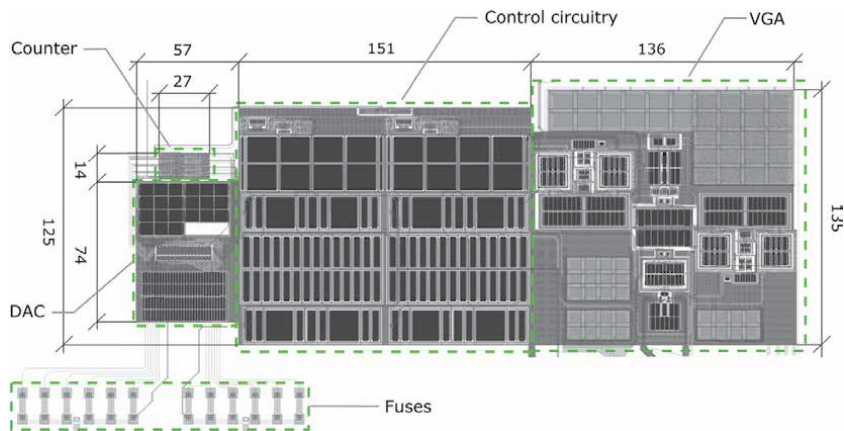 Control circuitry
VGA
Counter
57
151
136
27
14
125
74
135
DAC
Fuses